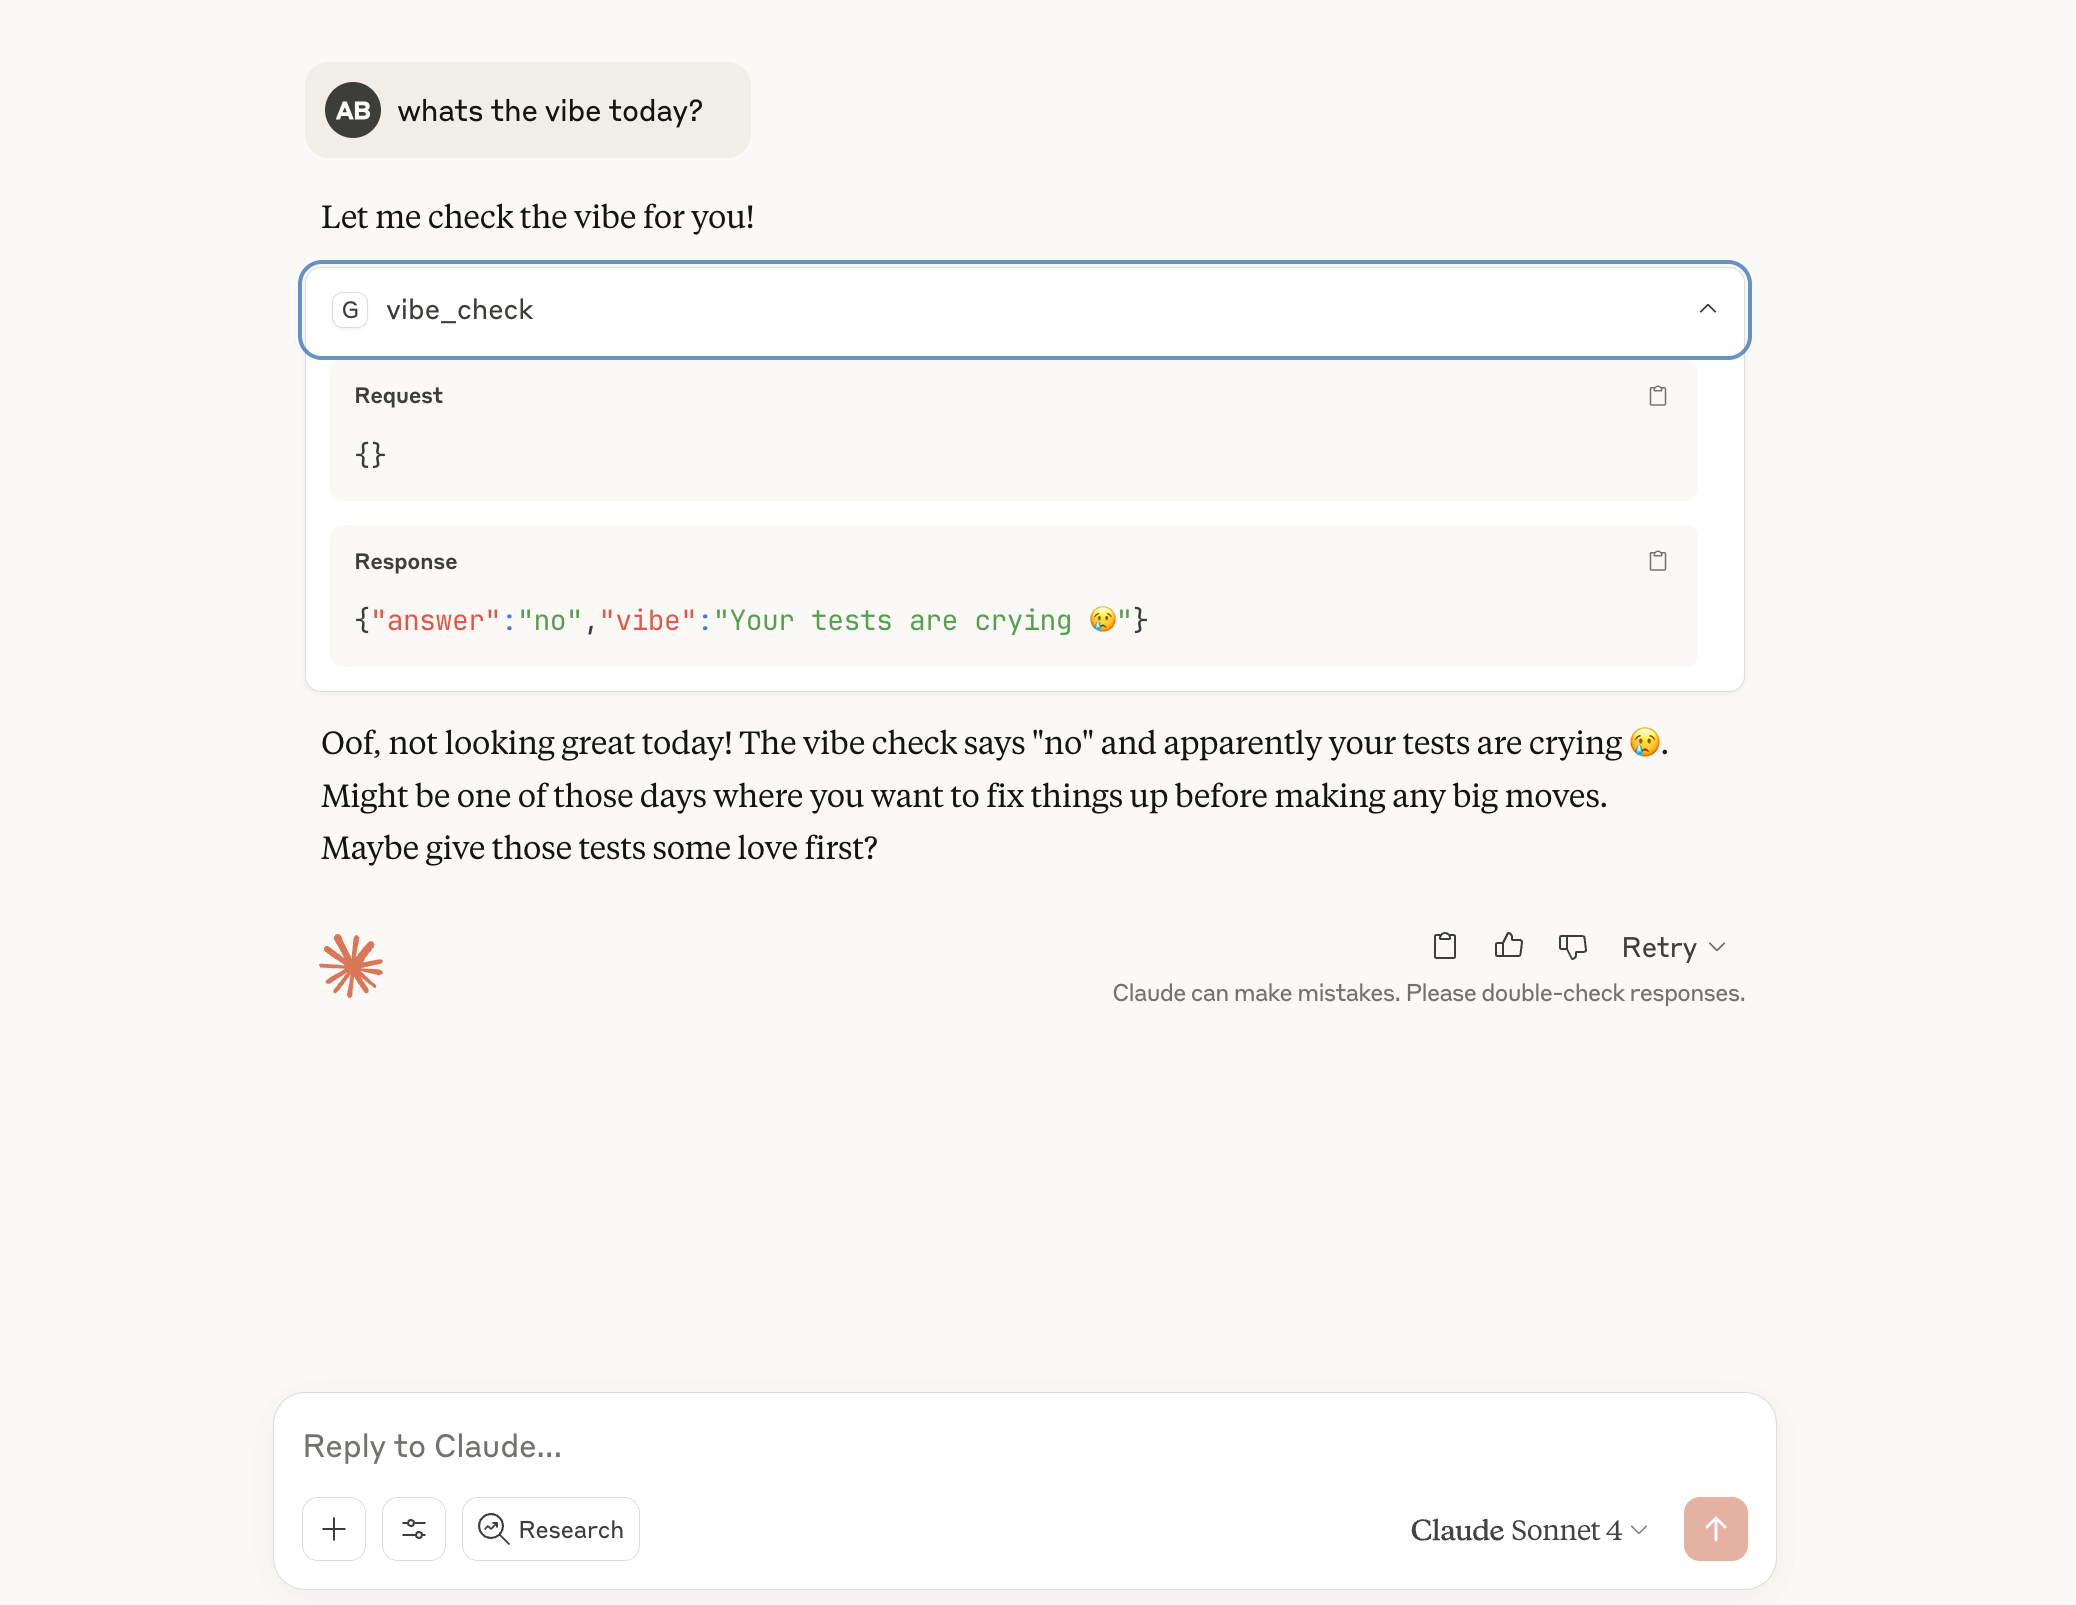 AB whats the vibe today?
Let me check the vibe for you!
G vibe_check
Request
{}
Response
{"answer":"no","vibe":"Your tests are crying 😢"}
Oof, not looking great today! The vibe check says "no" and apparently your tests are crying 😢.
Might be one of those days where you want to fix things up before making any big moves.
Maybe give those tests some love first?
Retry
Claude can make mistakes. Please double-check responses.
Reply to Claude...
Research
Claude Sonnet 4